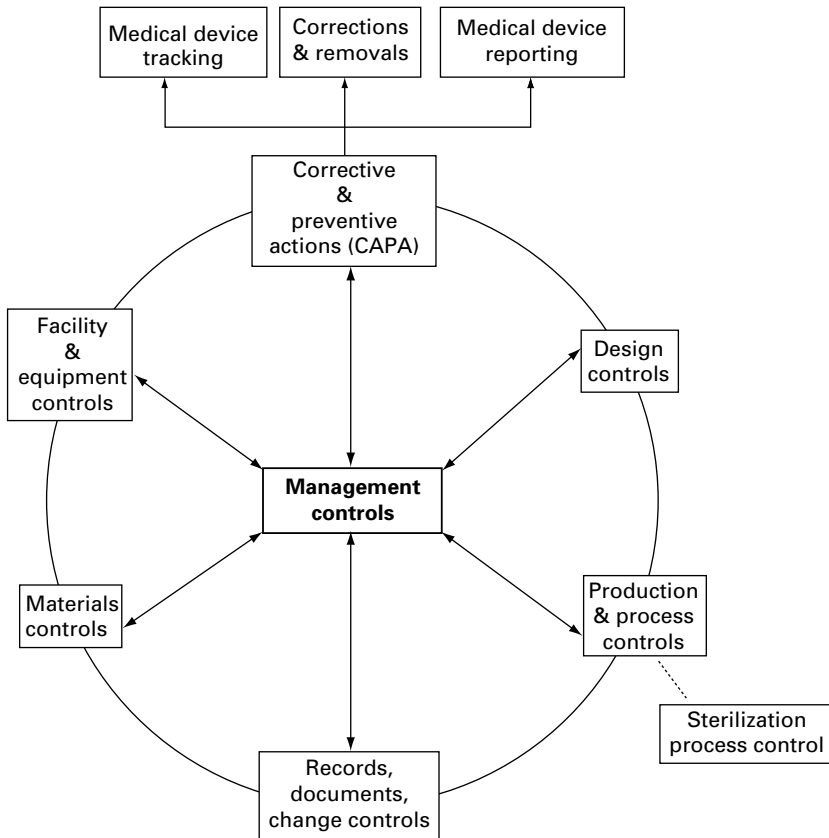 Medical device
tracking
Corrections
& removals
Medical device
reporting
Corrective
&
preventive
actions (CAPA)
Facility
&
equipment
controls
Design
controls
Management
controls
Materials
controls
Production
& process
controls
Sterilization
process control
Records,
documents,
change controls